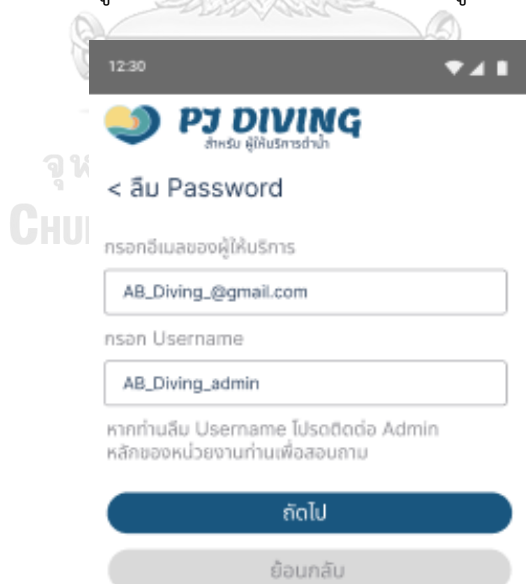 12:30
PJ DIVING
สำหรับ ผู้ให้บริการดำน้ำ
< ลืม Password
กรอกอีเมลของผู้ให้บริการ
AB_Diving_@gmail.com
กรอก Username
AB_Diving_admin
หากท่านลืม Username โปรดติดต่อ Admin
หลักของหน่วยงานท่านเพื่อสอบถาม
ถัดไป
ย้อนกลับ